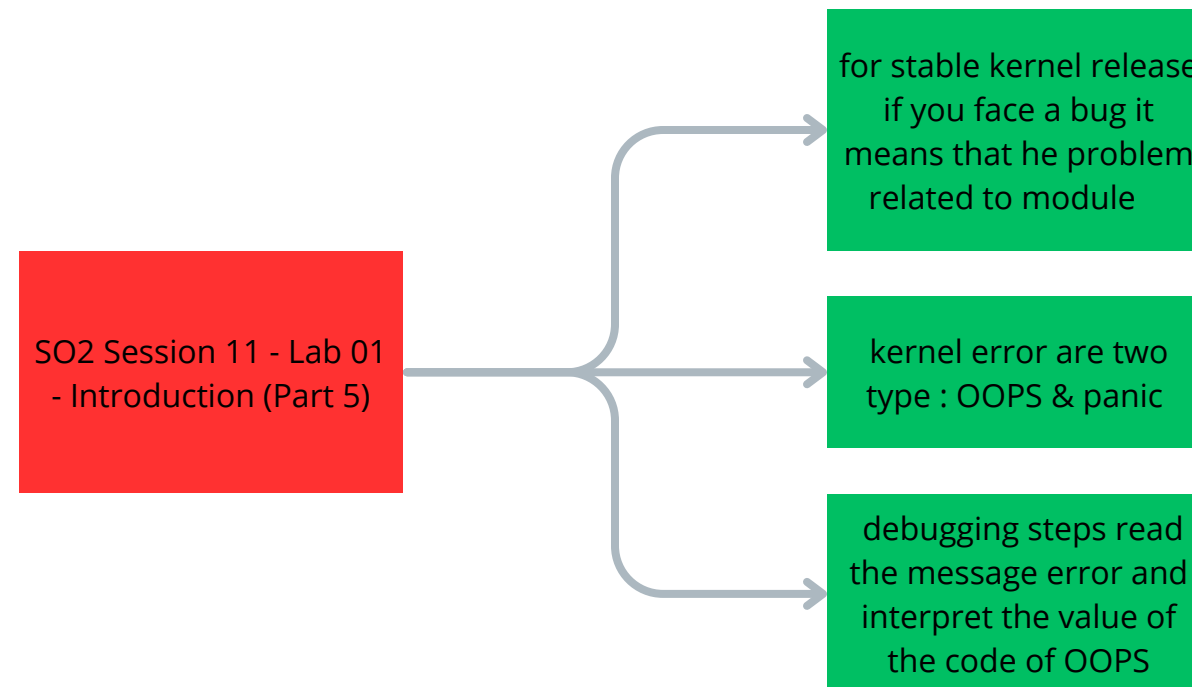 SO2 Session 11 - Lab 01
- Introduction (Part 5)
for stable kernel release
if you face a bug it
means that he problem
related to module
kernel error are two
type : OOPS & panic
debugging steps read
the message error and
interpret the value of
the code of OOPS